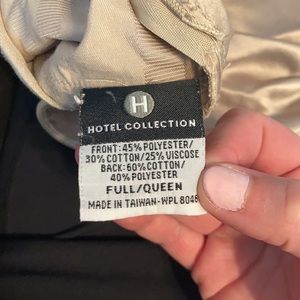 H
HOTEL COLLECTION
FRONT: 45% POLYESTER/
30% COTTON/25% VISCOSE
BACK: 60% COTTON/
40% POLYESTER
FULL/QUEEN
MADE IN TAIWAN-WPL 8046